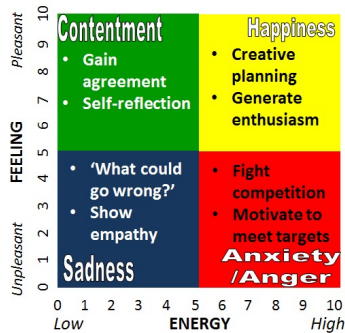 Contentment
• Gain
agreement
• Self-reflection
Happiness
• Creative
planning
• Generate
enthusiasm
• 'What could
go wrong?'
• Show
empathy
Sadness
• Fight
competition
• Motivate to
meet targets
Anxiety
/Anger
Pleasant
FEELING
Unpleasant
10
9
8
7
6
5
4
3
2
1
0
0 1 2 3 4 5 6 7 8 9 10
Low ENERGY High